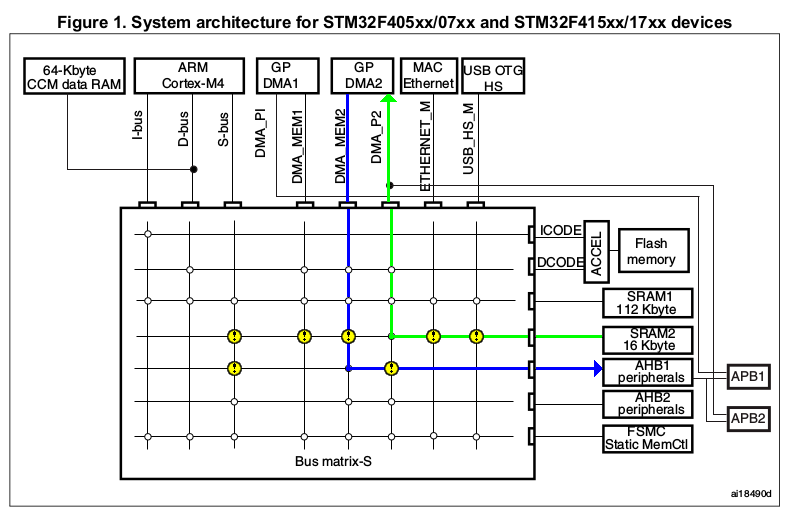 Figure 1. System architecture for STM32F405xx/07xx and STM32F415xx/17xx devices
64-Kbyte
CCM data RAM
ARM
Cortex-M4
GP
DMA1
GP
DMA2
MAC
Ethernet
USB OTG
HS
I-bus
D-bus
S-bus
DMA_PI
DMA_MEM1
DMA_MEM2
DMA_P2
ETHERNET_M
USB_HS_M
ICODE
DCODE
ACCEL
Flash
memory
SRAM1
112 Kbyte
SRAM2
16 Kbyte
AHB1
peripherals
AHB2
peripherals
FSMC
Static MemCtl
APB1
APB2
Bus matrix-S
ai18490d